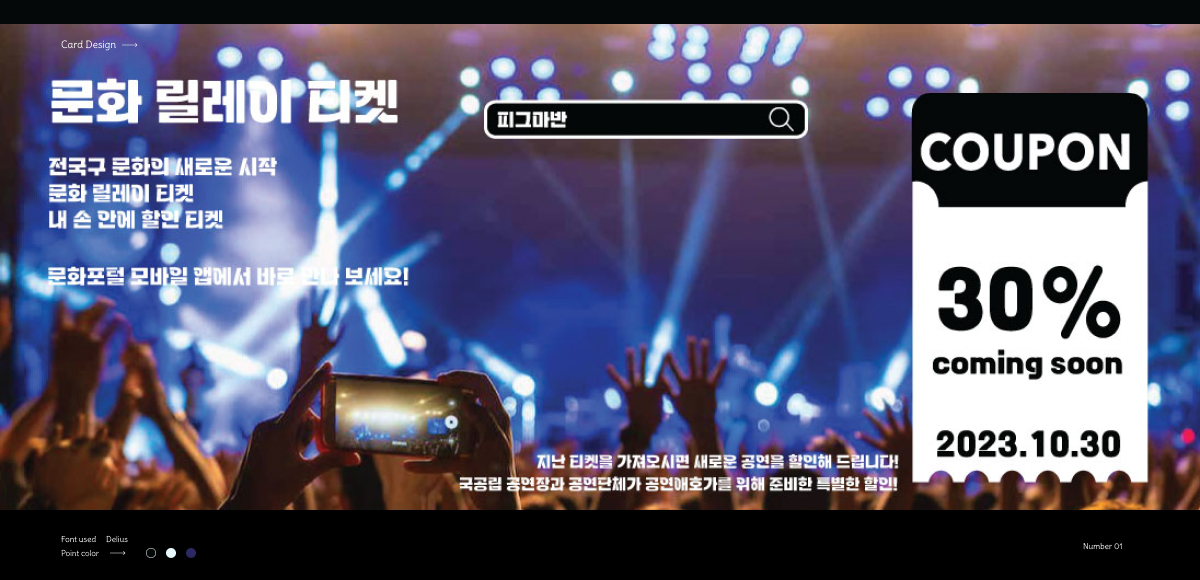 Card Design
문화 릴레이 티켓
피그마반
전국구 문화의 새로운 시작
문화 릴레이 티켓
내 손 안에 할인 티켓
문화포털 모바일 앱에서 바로 만나 보세요!
COUPON
30%
coming soon
2023.10.30
지난 티켓을 가져오시면 새로운 공연을 할인해 드립니다!
국공립 공연장과 공연단체가 공연애호가를 위해 준비한 특별한 할인!
Font used Delius
Point color
Number 01